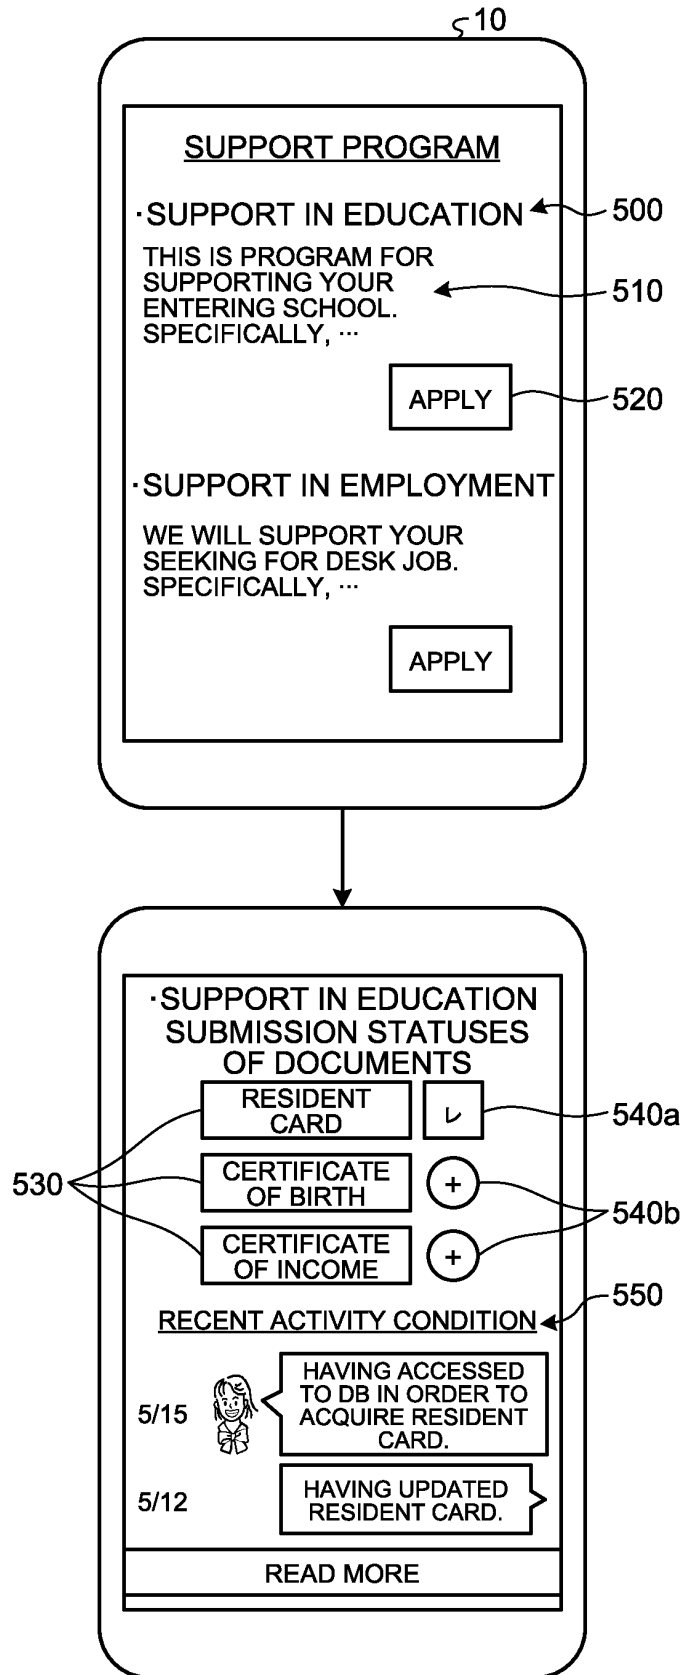 10
SUPPORT PROGRAM
·SUPPORT IN EDUCATION
500
THIS IS PROGRAM FOR
SUPPORTING YOUR
ENTERING SCHOOL.
SPECIFICALLY, ···
510
APPLY
520
·SUPPORT IN EMPLOYMENT
WE WILL SUPPORT YOUR
SEEKING FOR DESK JOB.
SPECIFICALLY, ···
APPLY
·SUPPORT IN EDUCATION
SUBMISSION STATUSES
OF DOCUMENTS
RESIDENT
CARD
レ
540a
530
CERTIFICATE
OF BIRTH
+
540b
CERTIFICATE
OF INCOME
+
550
RECENT ACTIVITY CONDITION
5/15
HAVING ACCESSED
TO DB IN ORDER TO
ACQUIRE RESIDENT
CARD.
5/12
HAVING UPDATED
RESIDENT CARD.
READ MORE